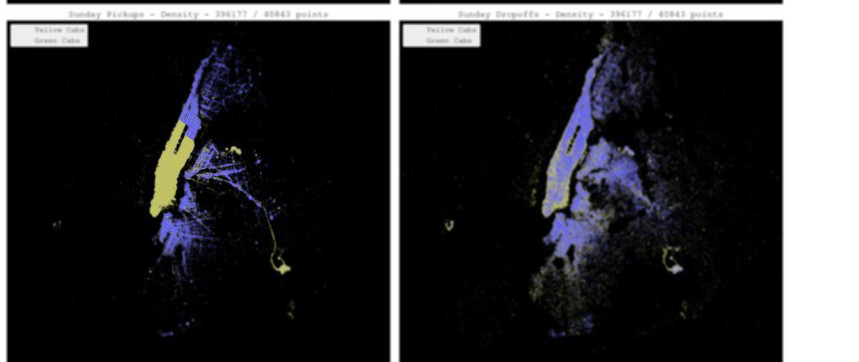 Sunday Pickups - Density - 396177 / 40843 points
Yellow Cabs
Green Cabs
Sunday Dropoffs - Density - 396177 / 40843 points
Yellow Cabs
Green Cabs